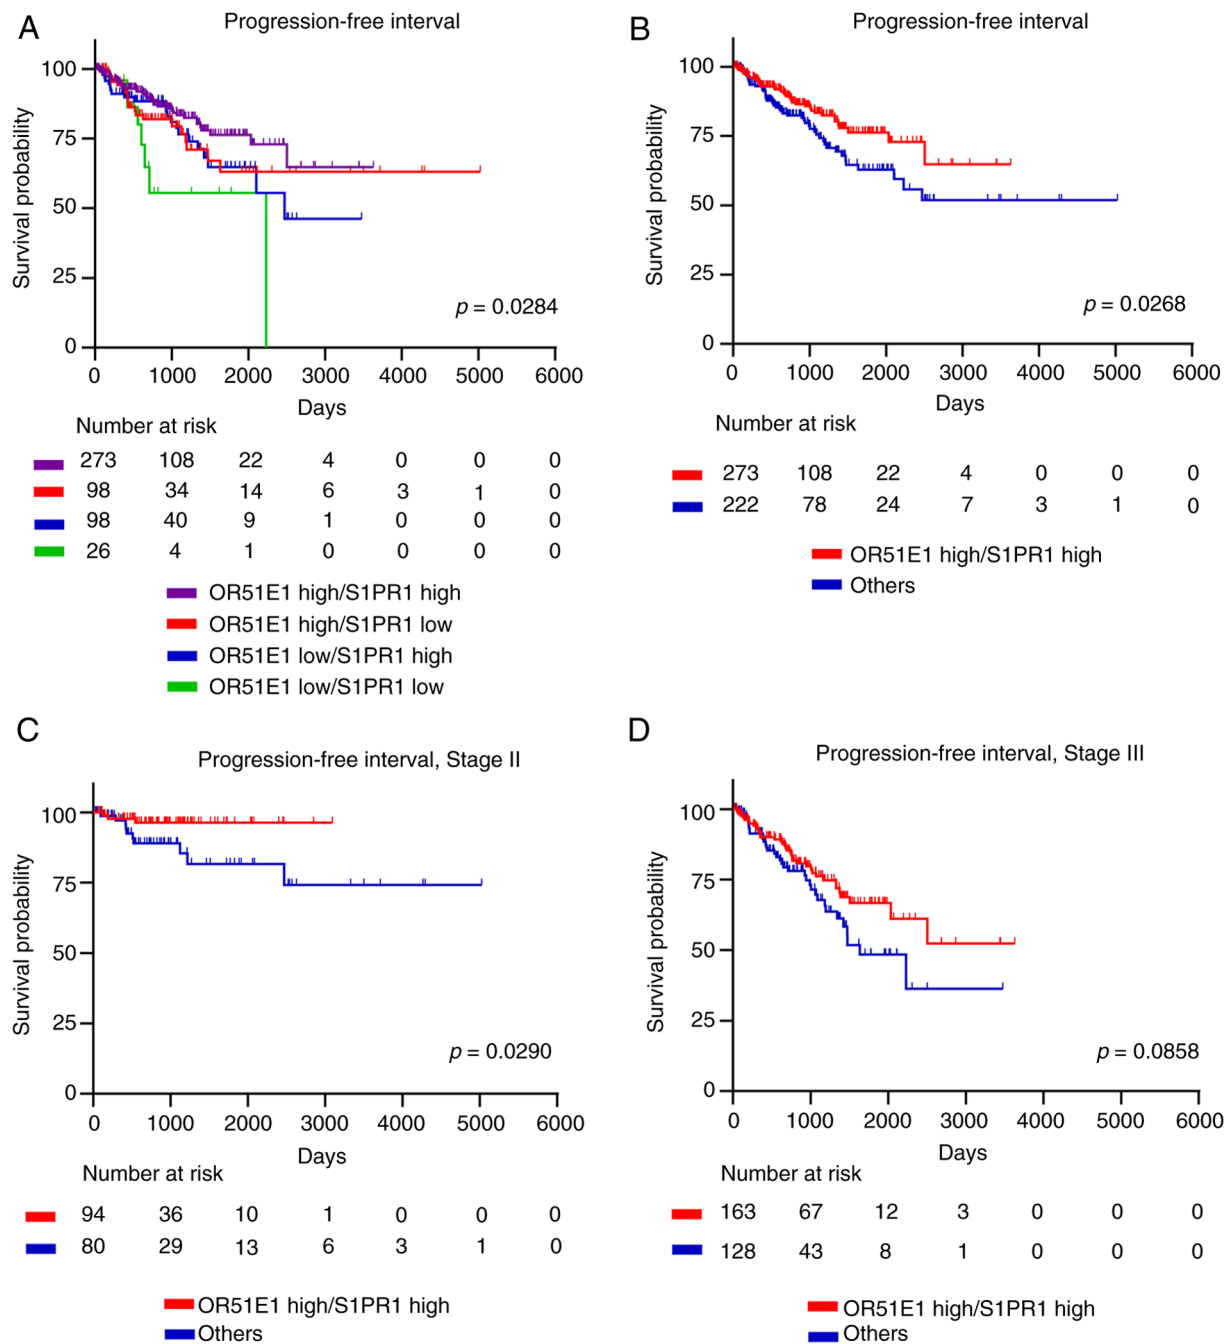 A
Progression-free interval
Survival probability
100
75
50
25
0
p = 0.0284
0 1000 2000 3000 4000 5000 6000
Days
Number at risk
273 108 22 4 0 0 0
98 34 14 6 3 1 0
98 40 9 1 0 0 0
26 4 1 0 0 0 0
OR51E1 high/S1PR1 high
OR51E1 high/S1PR1 low
OR51E1 low/S1PR1 high
OR51E1 low/S1PR1 low
B
Progression-free interval
Survival probability
100
75
50
25
0
p = 0.0268
0 1000 2000 3000 4000 5000 6000
Days
Number at risk
273 108 22 4 0 0 0
222 78 24 7 3 1 0
OR51E1 high/S1PR1 high
Others
C
Progression-free interval, Stage II
Survival probability
100
75
50
25
0
p = 0.0290
0 1000 2000 3000 4000 5000 6000
Days
Number at risk
94 36 10 1 0 0 0
80 29 13 6 3 1 0
OR51E1 high/S1PR1 high
Others
D
Progression-free interval, Stage III
Survival probability
100
75
50
25
0
p = 0.0858
0 1000 2000 3000 4000 5000 6000
Days
Number at risk
163 67 12 3 0 0 0
128 43 8 1 0 0 0
OR51E1 high/S1PR1 high
Others